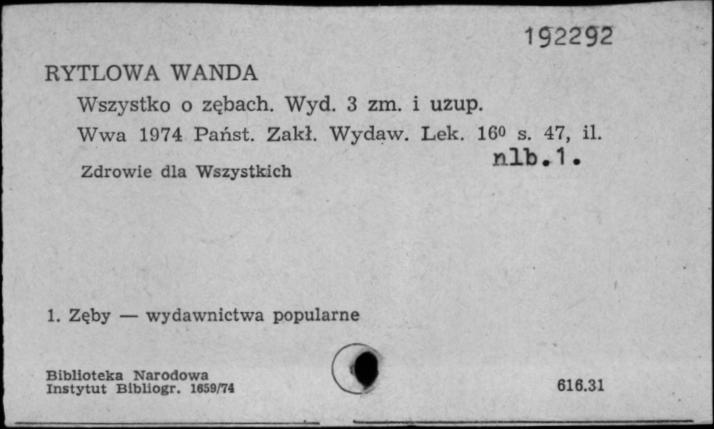 192292
RYTLOWA WANDA
Wszystko o zębach. Wyd. 3 zm. i uzup.
Wwa 1974 Państ. Zakł. Wydaw. Lek. 16⁰ s. 47, il.
nlb.1.
Zdrowie dla Wszystkich
1. Zęby — wydawnictwa popularne
Biblioteka Narodowa
Instytut Bibliogr. 1659/74
616.31